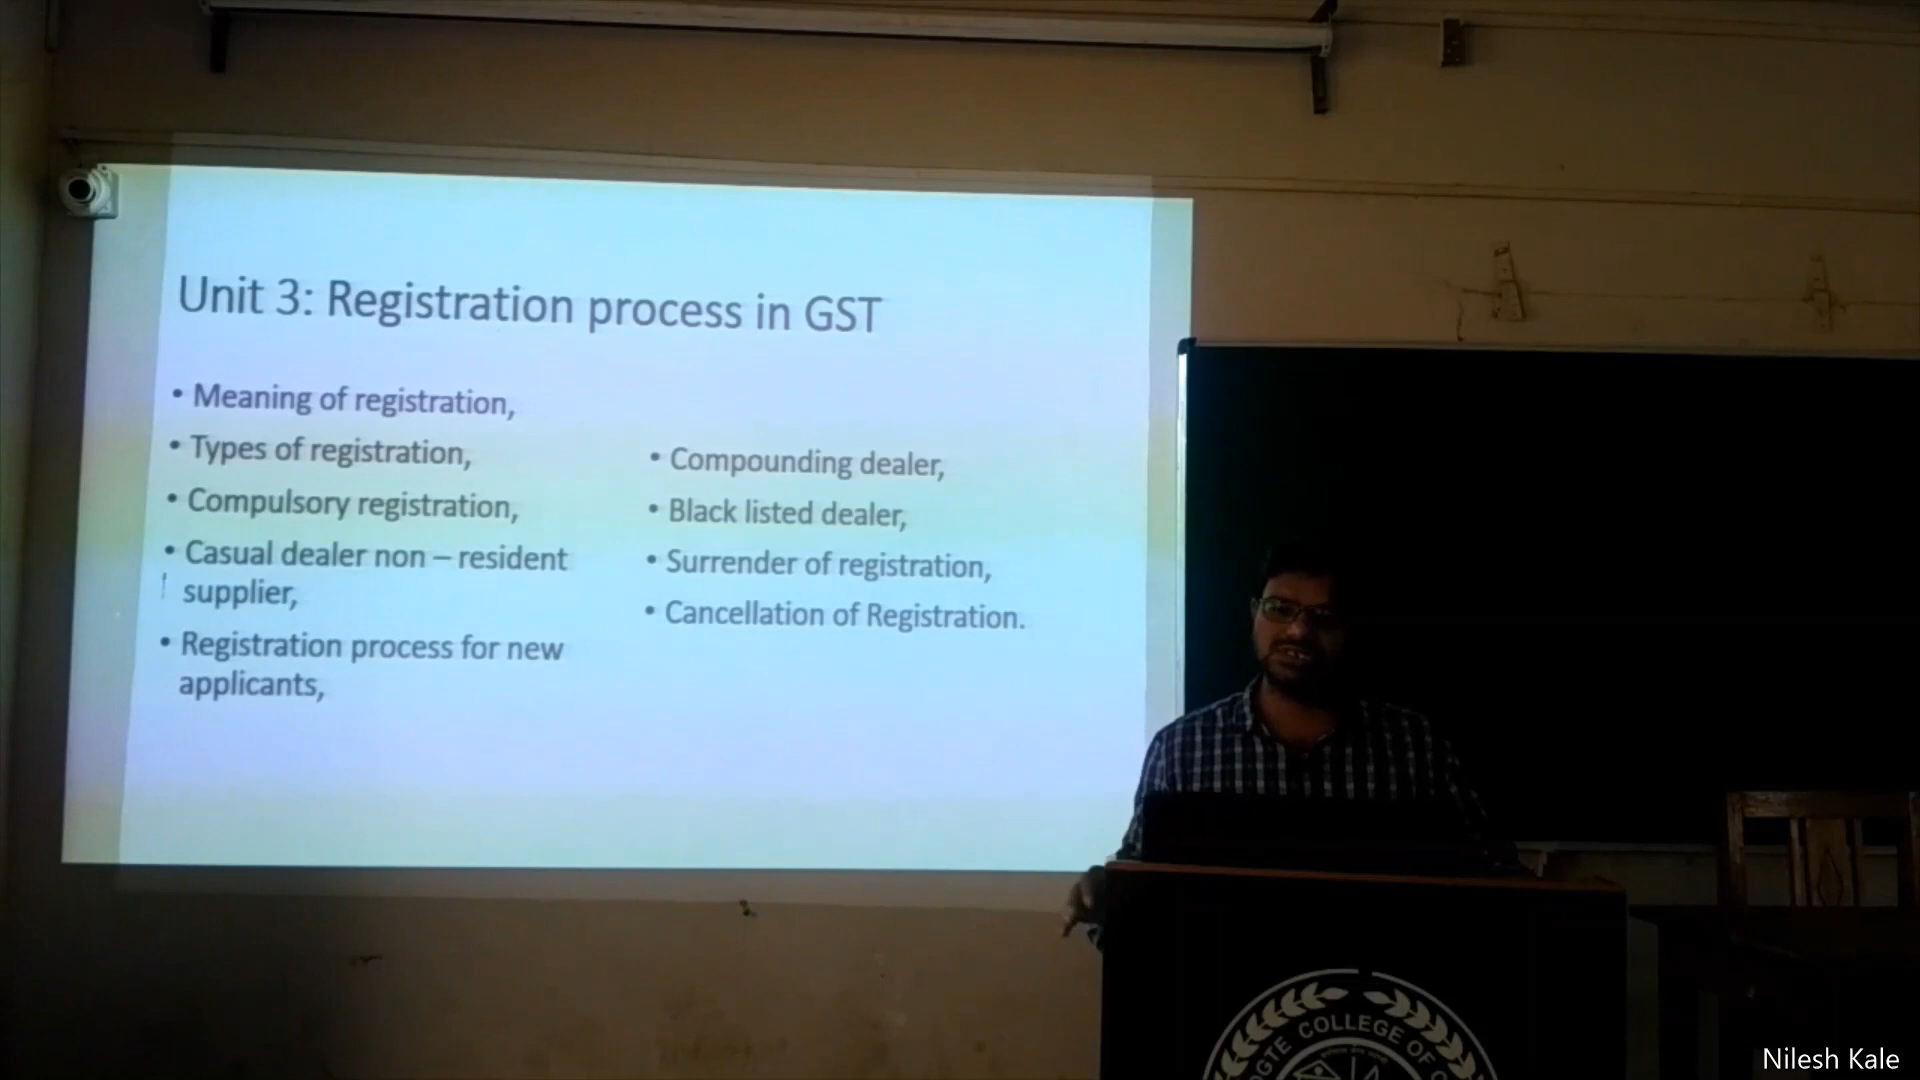 Unit 3: Registration process in GST
• Meaning of registration,
• Types of registration,
• Compulsory registration,
• Casual dealer non – resident
supplier,
• Registration process for new
applicants,
• Compounding dealer,
• Black listed dealer,
• Surrender of registration,
• Cancellation of Registration.
COLLEGE OF
Nilesh Kale